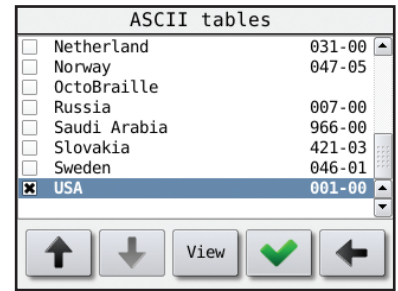 ASCII tables
Netherland 031-00
Norway 047-05
OctoBraille
Russia 007-00
Saudi Arabia 966-00
Slovakia 421-03
Sweden 046-01
USA 001-00
View